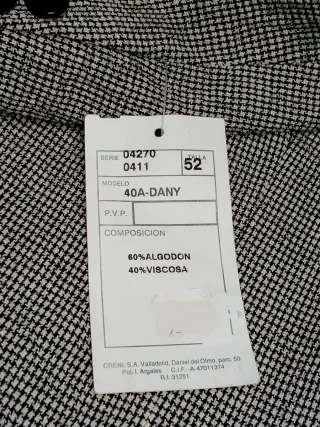 SERIE 04270 TALLA
0411 52
MODELO
40A-DANY
P.V.P.
COMPOSICION
60%ALGODON
40%VISCOSA
/-
CRENI, S.A. Valladolid, Daniel del Olmo, parc. 50
Pol. I. Argales C.I.F. -A-47011374
R.I. 31251